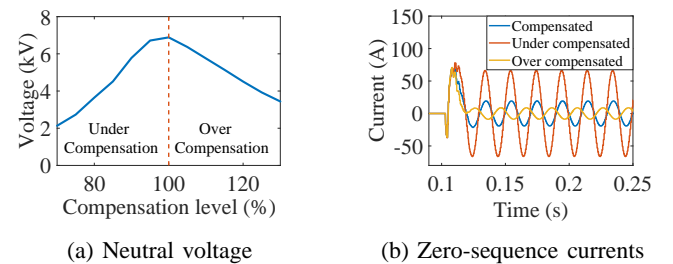 8
6
4
2
0
Voltage (kV)
Under
Compensation
Over
Compensation
80
100
120
Compensation level (%)
(a) Neutral voltage
150
100
50
0
-50
Current (A)
Compensated
Under compensated
Over compensated
0.1
0.15
0.2
0.25
Time (s)
(b) Zero-sequence currents